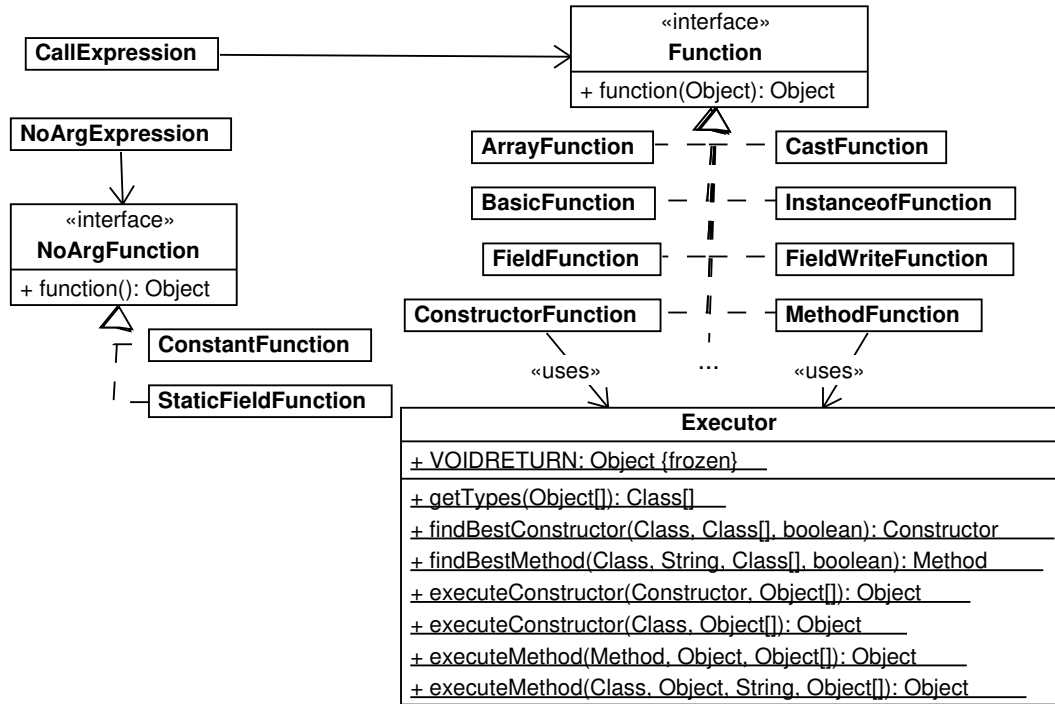 «interface»
CallExpression
Function
+ function(Object): Object
NoArgExpression
ArrayFunction
CastFunction
BasicFunction
InstanceofFunction
«interface»
NoArgFunction
FieldFunction
FieldWriteFunction
+ function(): Object
ConstructorFunction
MethodFunction
ConstantFunction
...
«uses»
«uses»
StaticFieldFunction
Executor
+ VOIDRETURN: Object {frozen}
+ getTypes(Object[]): Class[]
+ findBestConstructor(Class, Class[], boolean): Constructor
+ findBestMethod(Class, String, Class[], boolean): Method
+ executeConstructor(Constructor, Object[]): Object
+ executeConstructor(Class, Object[]): Object
+ executeMethod(Method, Object, Object[]): Object
+ executeMethod(Class, Object, String, Object[]): Object